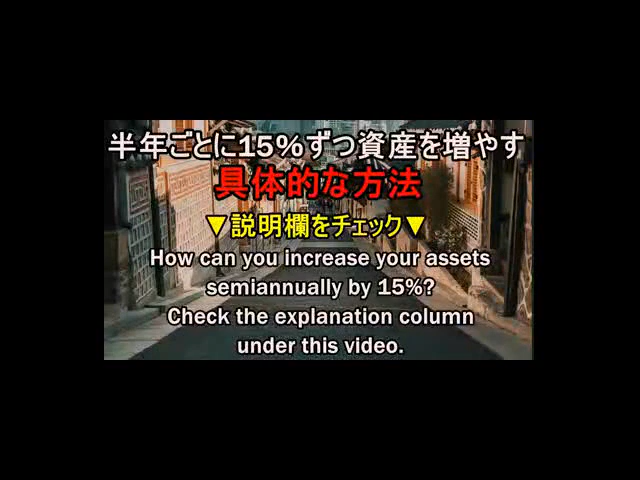 半年ごとに15%ずつ資産を増やす
具体的な方法
▼説明欄をチェック▼
How can you increase your assets
semiannually by 15%?
Check the explanation column
under this video.